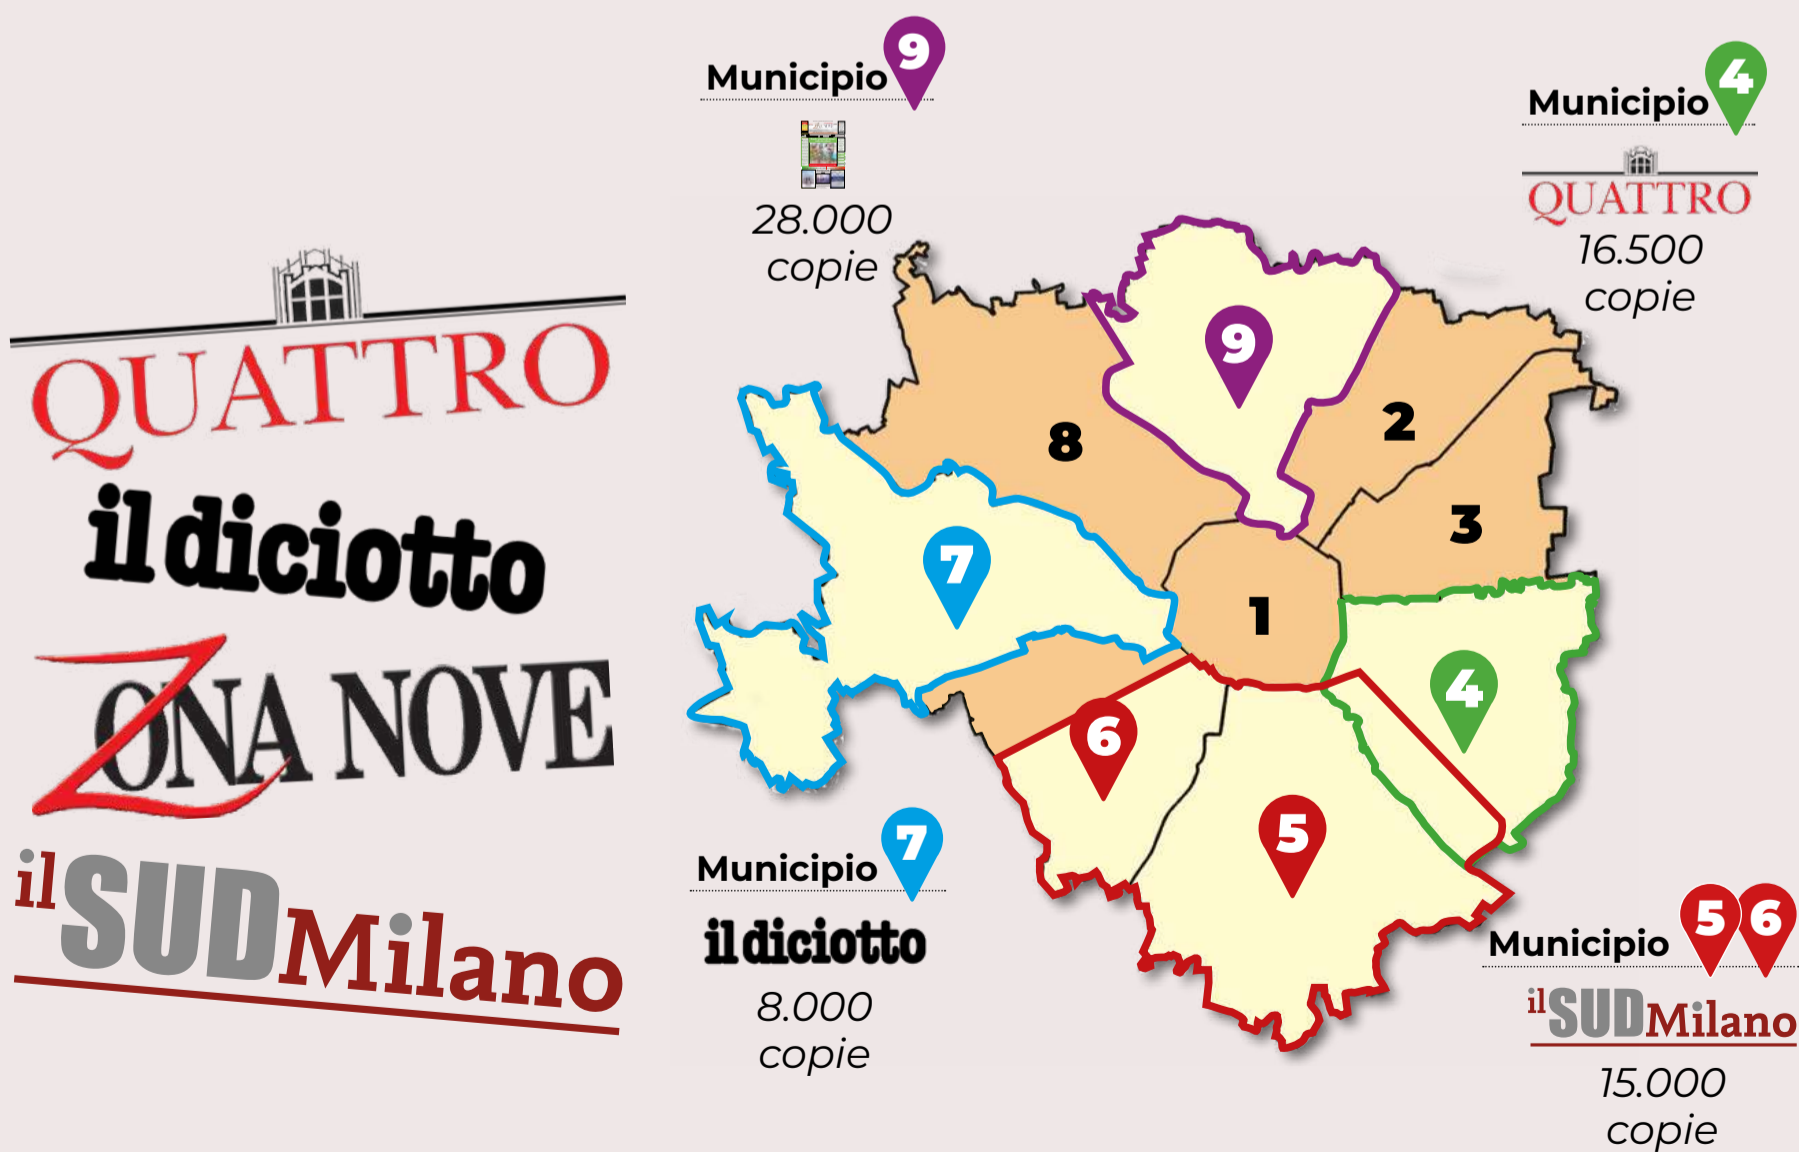 QUATTRO
il diciotto
ZONA NOVE
il SUD Milano
Municipio 9
28.000
copie
Municipio 4
QUATTRO
16.500
copie
9
2
8
3
7
1
4
6
5
Municipio 7
il diciotto
8.000
copie
Municipio 5 6
il SUD Milano
15.000
copie